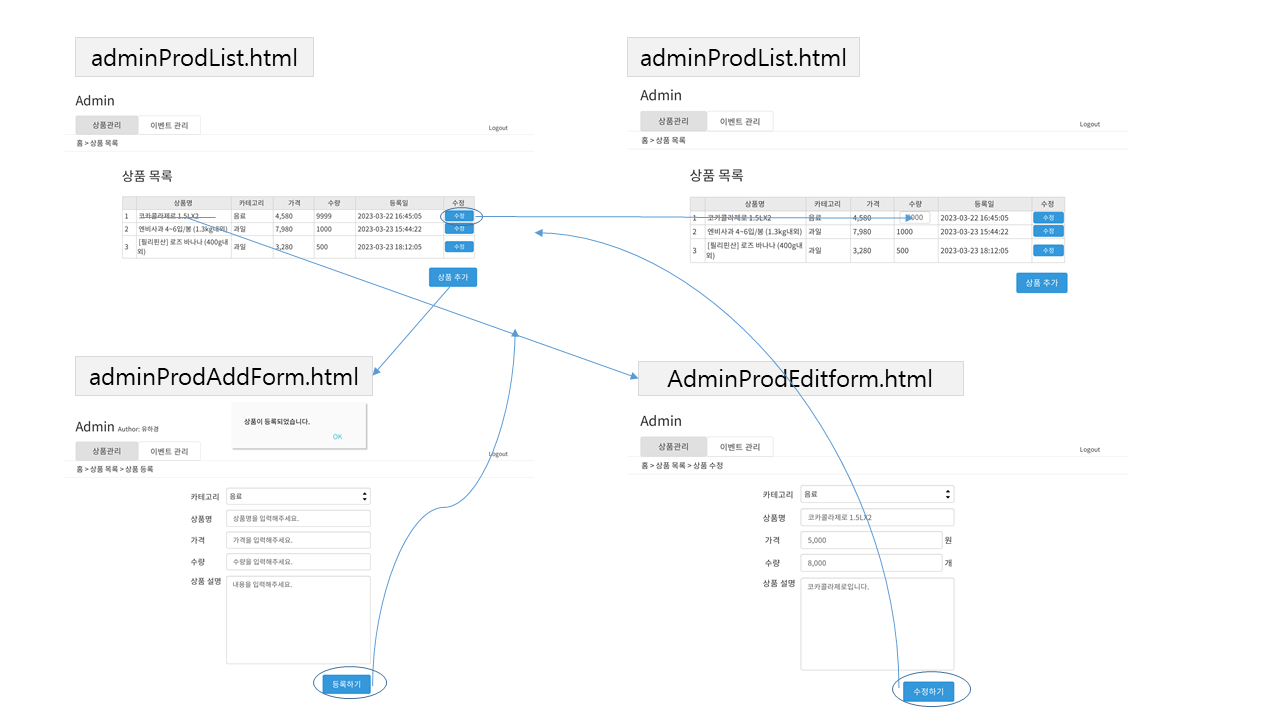 adminProdList.html
Admin
상품관리 이벤트 관리 Logout
홈 > 상품 목록
상품 목록
상품명 카테고리 가격 수량 등록일 수정
1 코카콜라제로 1.5LX2 음료 4,580 9999 2023-03-22 16:45:05 수정
2 엔비사과 4~6입/봉 (1.3kg내외) 과일 7,980 1000 2023-03-23 15:44:22 수정
3 [필리핀산] 로즈 바나나 (400g내
외) 과일 3,280 500 2023-03-23 18:12:05 수정
상품 추가
adminProdList.html
Admin
상품관리 이벤트 관리 Logout
홈 > 상품 목록
상품 목록
상품명 카테고리 가격 수량 등록일 수정
1 코카콜라제로 1.5LX2 음료 4,580 2023-03-22 16:45:05 수정
2 엔비사과 4~6입/봉 (1.3kg내외) 과일 7,980 1000 2023-03-23 15:44:22 수정
3 [필리핀산] 로즈 바나나 (400g내
외) 과일 3,280 500 2023-03-23 18:12:05 수정
상품 추가
adminProdAddForm.html
Admin Author: 유하경
상품이 등록되었습니다.
OK
상품관리 이벤트 관리 Logout
홈 > 상품 목록 > 상품 등록
카테고리 음료
상품명 상품명을 입력해주세요.
가격 가격을 입력해주세요.
수량 수량을 입력해주세요.
상품 설명 내용을 입력해주세요.
등록하기
AdminProdEditform.html
Admin
상품관리 이벤트 관리 Logout
홈 > 상품 목록 > 상품 수정
카테고리 음료
상품명 코카콜라제로 1.5LX2
가격 5,000 원
수량 8,000 개
상품 설명 코카콜라제로입니다.
수정하기